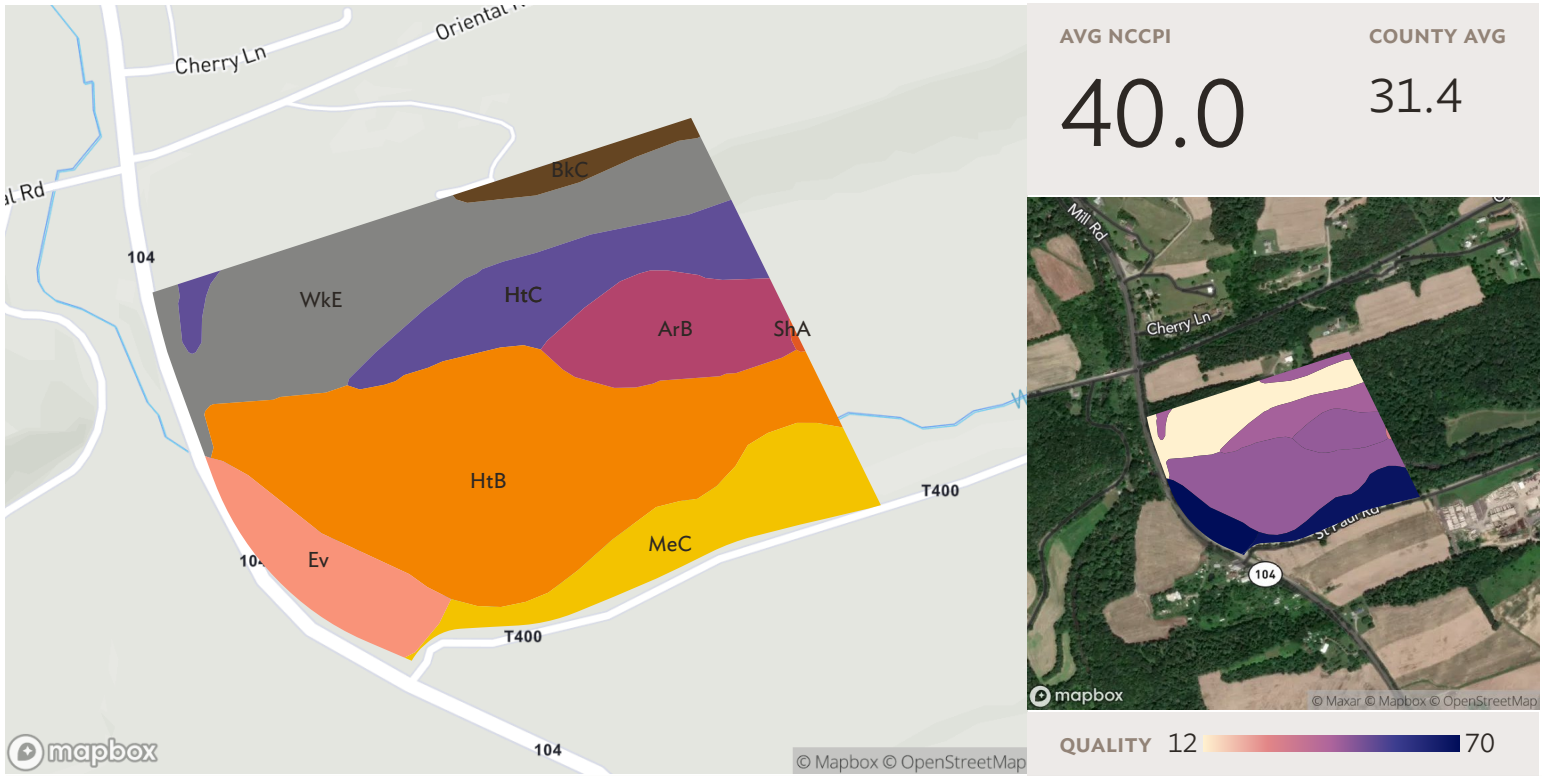 Cherry Ln
Oriental
al Rd
104
BkC
WkE
HtC
ArB
ShA
HtB
Ev
MeC
104
T400
T400
104
mapbox
© Mapbox © OpenStreetMap
AVG NCCPI
COUNTY AVG
40.0
31.4
Mill Rd
Cherry Ln
St Paul Rd
104
mapbox
© Maxar © Mapbox © OpenStreetMap
QUALITY 12 70